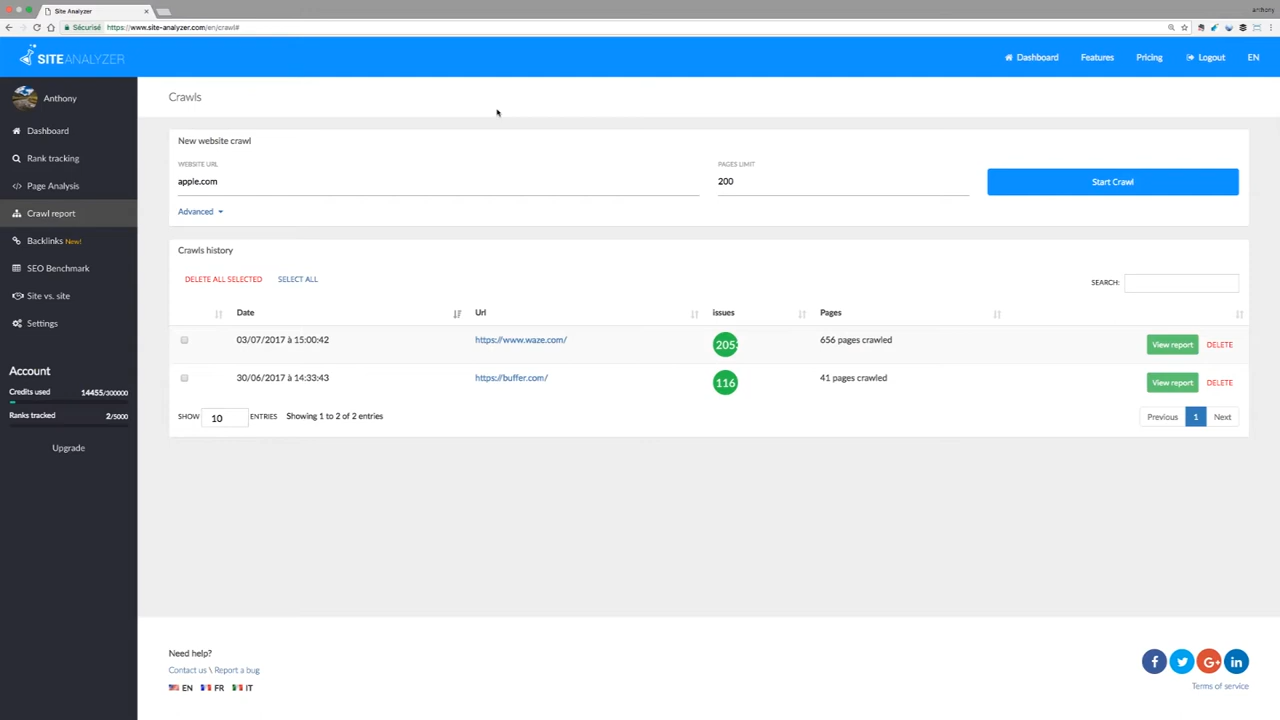 Site Analyzer
anthony
Sécurisé https://www.site-analyzer.com/en/crawl#
SITEANALYZER
Dashboard Features Pricing Logout EN
Anthony
Dashboard
Rank tracking
Page Analysis
Crawl report
Backlinks New!
SEO Benchmark
Site vs. site
Settings
Account
Credits used 14455/300000
Ranks tracked 2/5000
Upgrade
Crawls
New website crawl
WEBSITE URL PAGES LIMIT
apple.com 200 Start Crawl
Advanced
Crawls history
DELETE ALL SELECTED SELECT ALL SEARCH:
Date Url issues Pages
03/07/2017 à 15:00:42 https://www.waze.com/ 656 pages crawled View report DELETE
30/06/2017 à 14:33:43 https://buffer.com/ 116 41 pages crawled View report DELETE
SHOW 10 ENTRIES Showing 1 to 2 of 2 entries Previous 1 Next
Need help?
Contact us \ Report a bug
EN FR IT
f G+ in
Terms of service